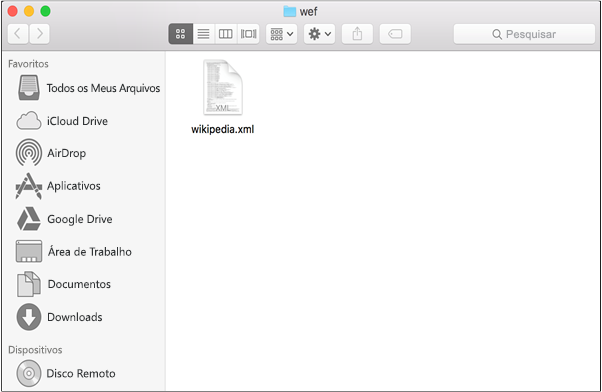 wef
Pesquisar
Favoritos
Todos os Meus Arquivos
iCloud Drive
AirDrop
Aplicativos
Google Drive
Área de Trabalho
Documentos
Downloads
Dispositivos
Disco Remoto
XML
wikipedia.xml